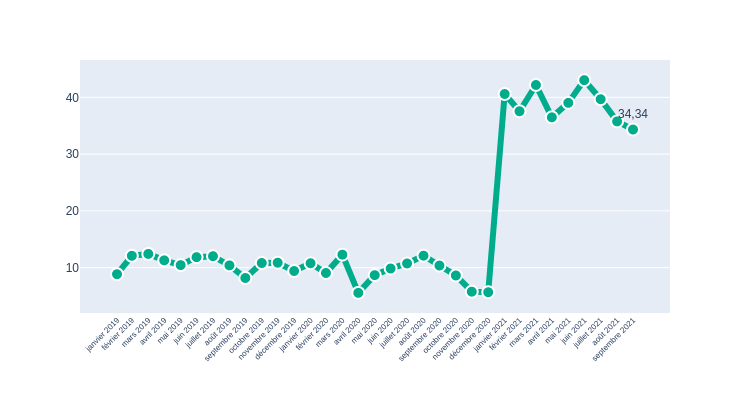 40
30
20
10
34,34
janvier 2019
février 2019
mars 2019
avril 2019
mai 2019
juin 2019
juillet 2019
août 2019
septembre 2019
octobre 2019
novembre 2019
décembre 2019
janvier 2020
février 2020
mars 2020
avril 2020
mai 2020
juin 2020
juillet 2020
août 2020
septembre 2020
octobre 2020
novembre 2020
décembre 2020
janvier 2021
février 2021
mars 2021
avril 2021
mai 2021
juin 2021
juillet 2021
août 2021
septembre 2021